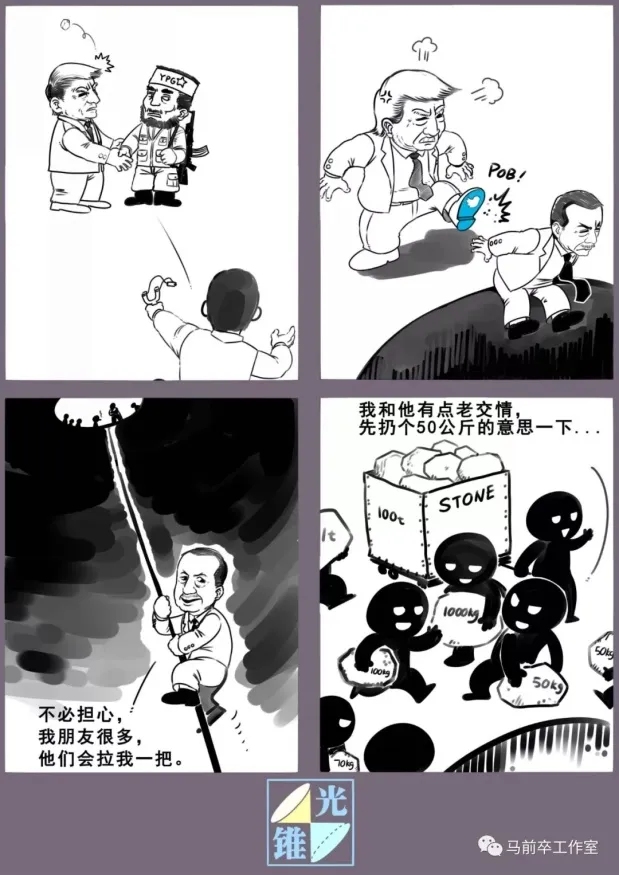 YPG
POB!
不必担心，
我朋友很多，
他们会拉我一把。
我和他有点老交情，
先扔个50公斤的意思一下...
100t
STONE
1t
1000kg
100kg
50kg
50kg
70kg
光
锥
马前卒工作室